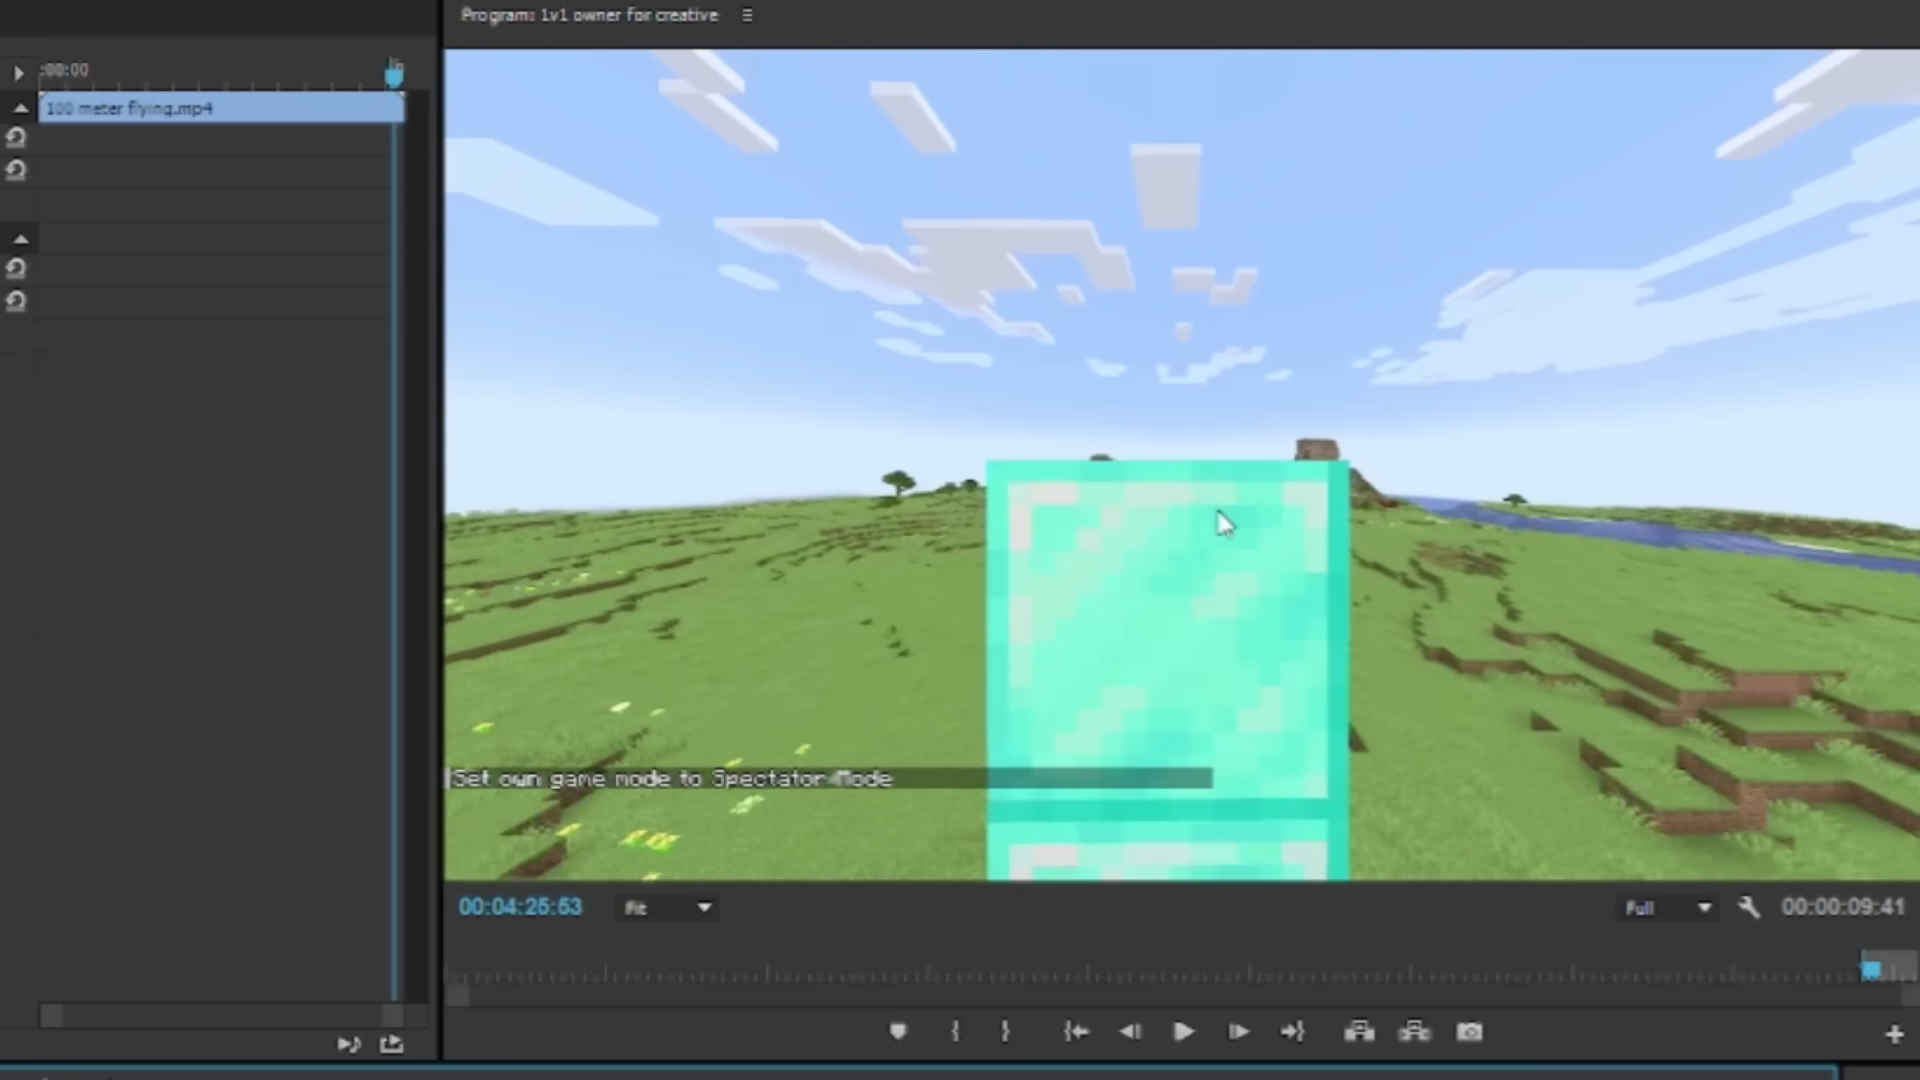 Program: 1v1 owner for creative
:00:00
100 meter flying.mp4
Set own game mode to Spectator Mode
00:04:25:53
Fit
Full
00:00:09:41